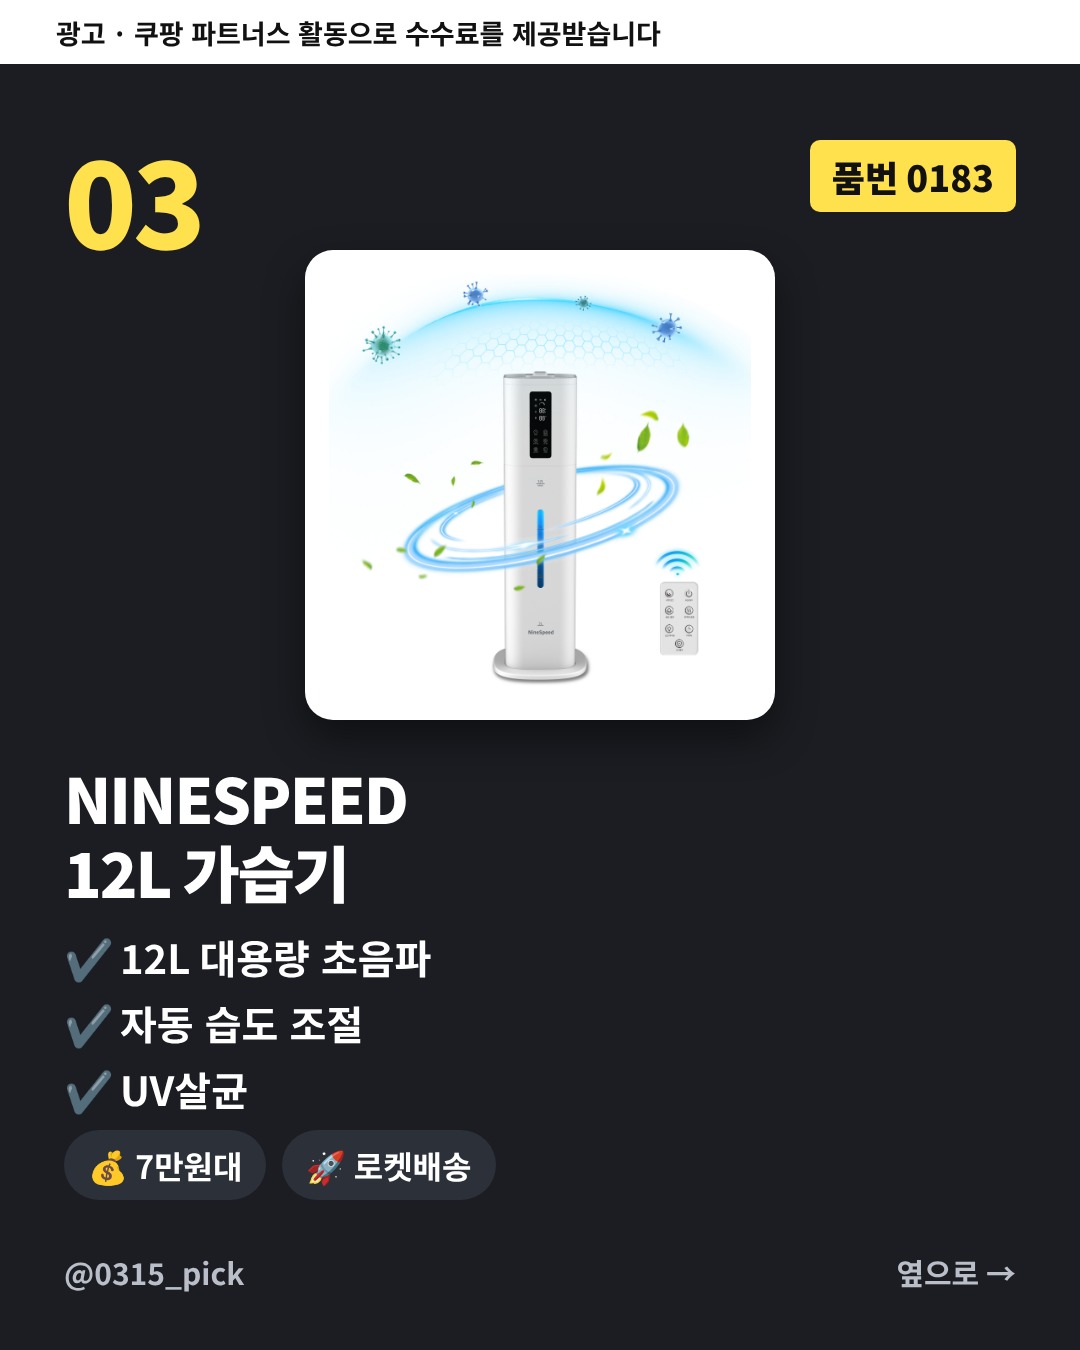 광고 · 쿠팡 파트너스 활동으로 수수료를 제공받습니다
03
품번 0183
NineSpeed
NINESPEED
12L 가습기
✔️ 12L 대용량 초음파
✔️ 자동 습도 조절
✔️ UV살균
💰 7만원대
🚀 로켓배송
@0315_pick
옆으로 →